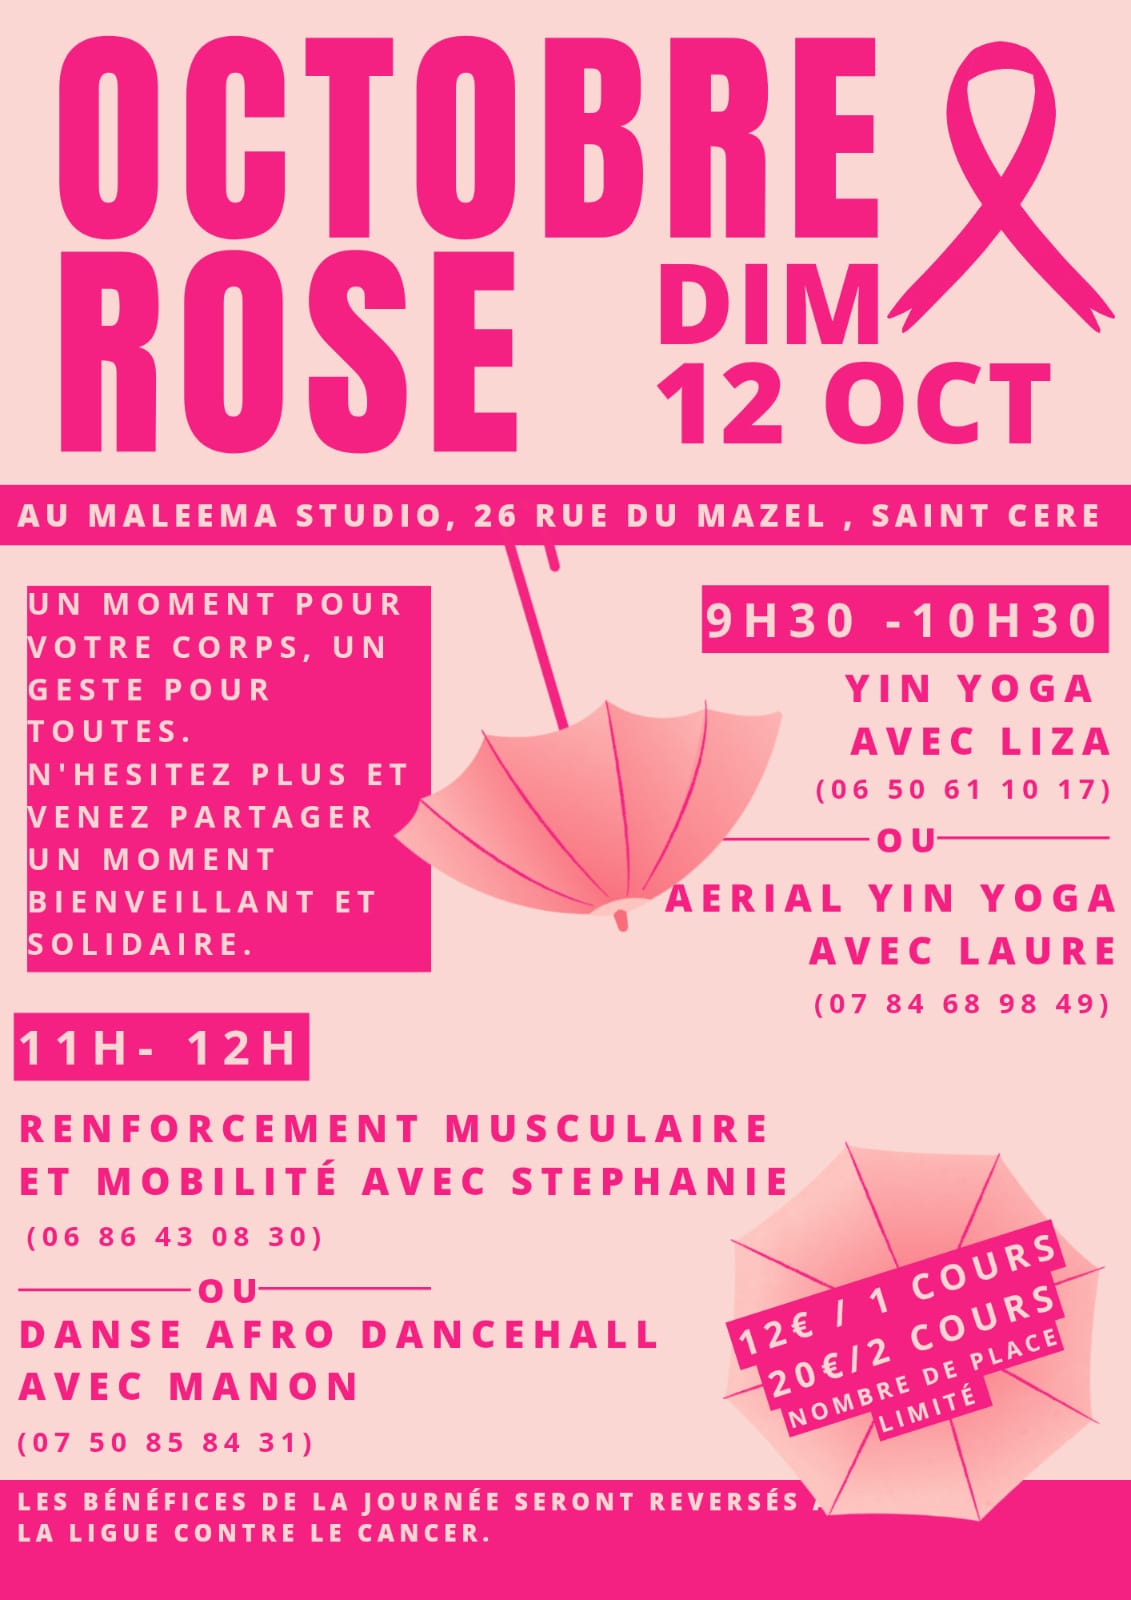 OCTOBRE
ROSE
DIM
12 OCT
AU MALEEMA STUDIO, 26 RUE DU MAZEL , SAINT CERE
UN MOMENT POUR
VOTRE CORPS, UN
GESTE POUR
TOUTES.
N'HESITEZ PLUS ET
VENEZ PARTAGER
UN MOMENT
BIENVEILLANT ET
SOLIDAIRE.
9H30 -10H30
YIN YOGA
AVEC LIZA
(06 50 61 10 17)
OU
AERIAL YIN YOGA
AVEC LAURE
(07 84 68 98 49)
11H- 12H
RENFORCEMENT MUSCULAIRE
ET MOBILITÉ AVEC STEPHANIE
(06 86 43 08 30)
OU
DANSE AFRO DANCEHALL
AVEC MANON
(07 50 85 84 31)
12€ / 1 COURS
20€/2 COURS
NOMBRE DE PLACE
LIMITÉ
LES BÉNÉFICES DE LA JOURNÉE SERONT REVERSÉS
LA LIGUE CONTRE LE CANCER.